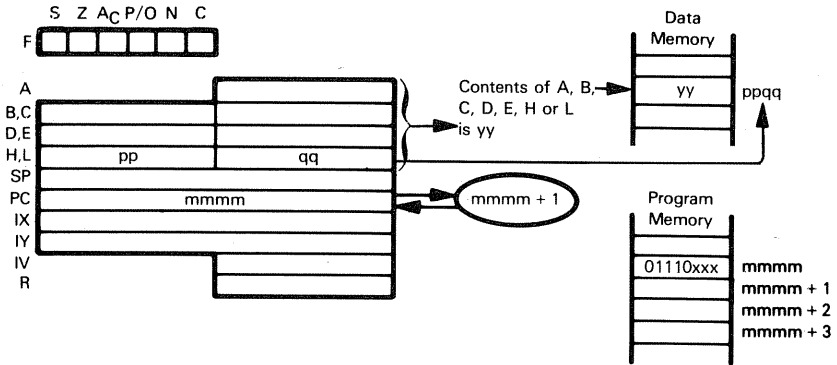 S Z AC P/O N C
F
A
B,C
D,E
H,L pp qq
SP
PC mmmm
IX
IY
IV
R
Contents of A, B,
C, D, E, H or L
is yy
mmmm + 1
Data
Memory
yy ppqq
Program
Memory
01110xxx mmmm
mmmm + 1
mmmm + 2
mmmm + 3